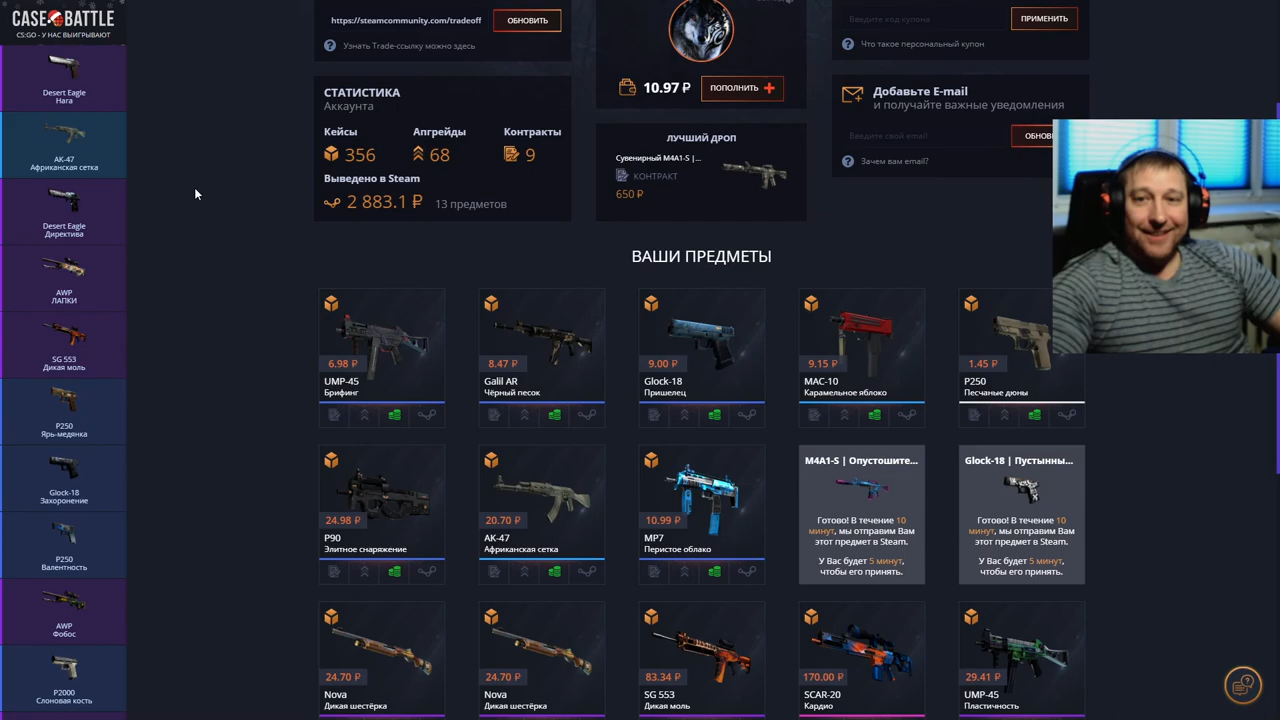 CASE BATTLE
CS:GO - У НАС ВЫИГРЫВАЮТ
Desert Eagle
Нага
AK-47
Африканская сетка
Desert Eagle
Директива
AWP
ЛАПКИ
SG 553
Дикая моль
P250
Ярь-медянка
Glock-18
Захоронение
P250
Валентность
AWP
Фобос
P2000
Слоновая кость
https://steamcommunity.com/tradeoff
ОБНОВИТЬ
Узнать Trade-ссылку можно здесь
СТАТИСТИКА
Аккаунта
Кейсы
Апгрейды
Контракты
356
68
9
Выведено в Steam
2 883.1 ₽
13 предметов
10.97 ₽
ПОПОЛНИТЬ
ЛУЧШИЙ ДРОП
Сувенирный M4A1-S |...
КОНТРАКТ
650 ₽
Введите код купона
ПРИМЕНИТЬ
Что такое персональный купон
Добавьте E-mail
и получайте важные уведомления
Введите свой email
ОБНОВ
Зачем вам email?
ВАШИ ПРЕДМЕТЫ
6.98 ₽
UMP-45
Брифинг
8.47 ₽
Galil AR
Чёрный песок
9.00 ₽
Glock-18
Пришелец
9.15 ₽
MAC-10
Карамельное яблоко
1.45 ₽
P250
Песчаные дюны
24.98 ₽
P90
Элитное снаряжение
20.70 ₽
AK-47
Африканская сетка
10.99 ₽
MP7
Перистое облако
M4A1-S | Опустошите...
Готово! В течение 10
минут, мы отправим Вам
этот предмет в Steam.
У Вас будет 5 минут,
чтобы его принять.
Glock-18 | Пустынны...
Готово! В течение 10
минут, мы отправим Вам
этот предмет в Steam.
У Вас будет 5 минут,
чтобы его принять.
24.70 ₽
Nova
Дикая шестёрка
24.70 ₽
Nova
Дикая шестёрка
83.34 ₽
SG 553
Дикая моль
170.00 ₽
SCAR-20
Кардио
29.41 ₽
UMP-45
Пластичность